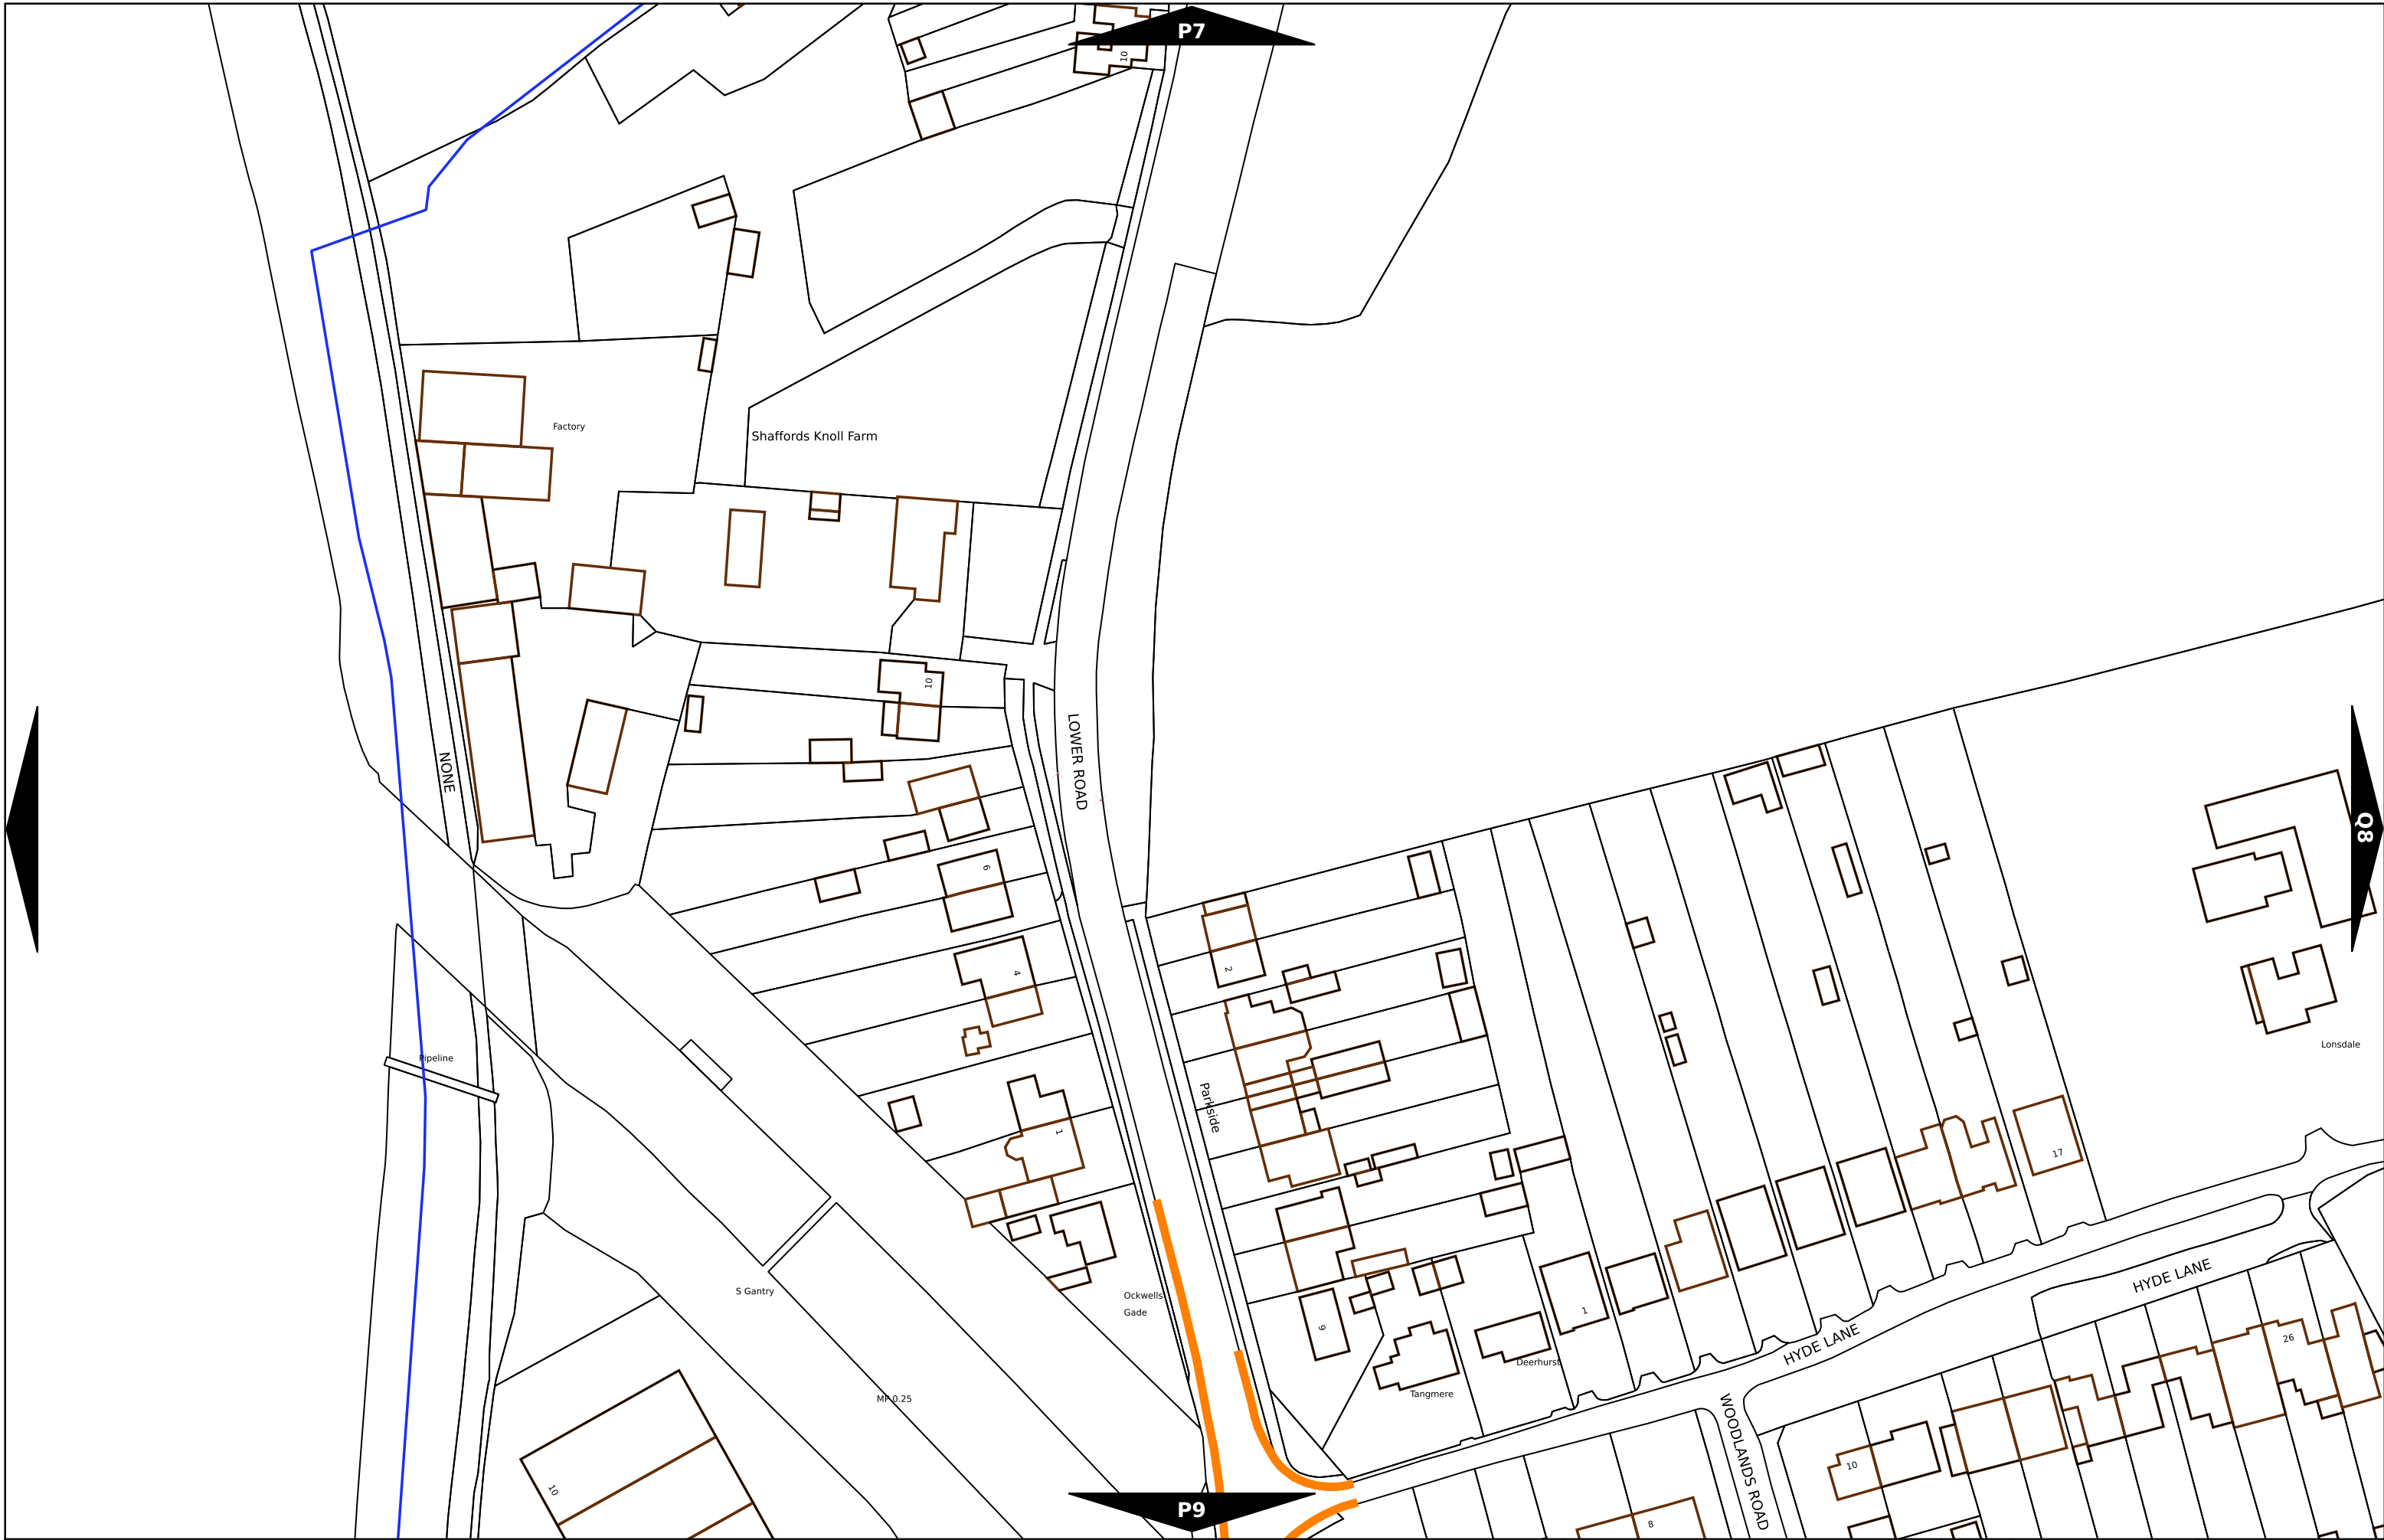 P7
10
Factory
Shaffords Knoll Farm
10
LOWER ROAD
NONE
Q8
6
4
2
Pipeline
Lonsdale
Parkside
1
17
S Gantry
Ockwells
Gade
HYDE LANE
1
9
HYDE LANE
26
Deerhurst
Tangmere
MP 0.25
WOODLANDS ROAD
10
10
P9
8